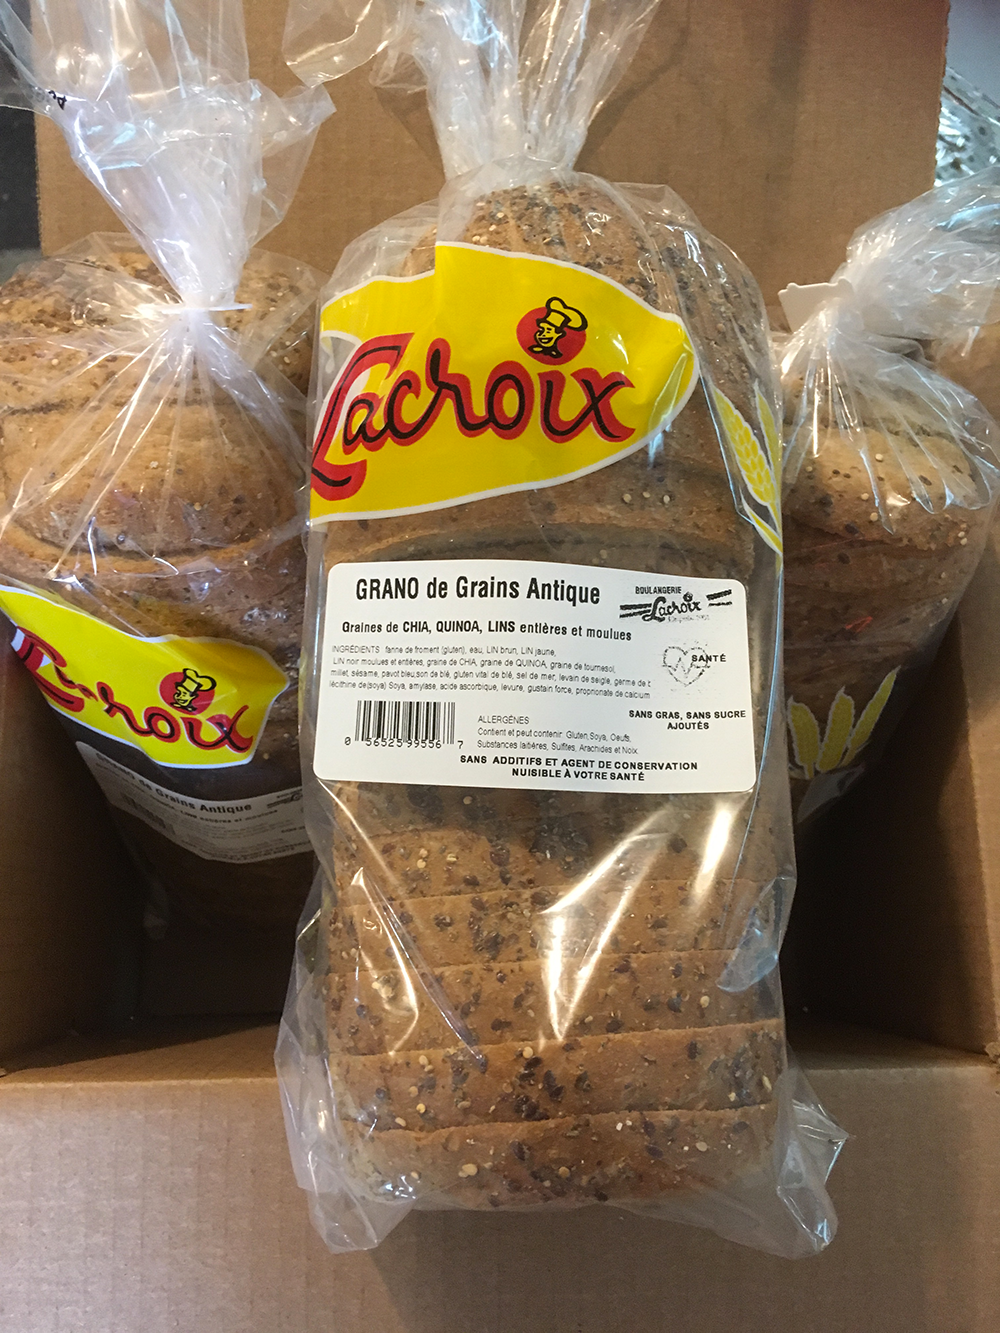 Lacroix
GRANO de Grains Antique
BOULANGERIE
Lacroix
Graines de CHIA, QUINOA, LINS entières et moulues
INGRÉDIENTS farine de froment (gluten), eau, LIN brun, LIN jaune,
LIN noir moulues et entières, graine de CHIA, graine de QUINOA, graine de tournesol,
millet, sésame, pavot bleu,son de blé, gluten vital de blé, sel de mer, levain de seigle, germe de
lécithine de(soya) Soya, amylase, acide ascorbique, levure, gustain force, proprionate de calcium
SANTÉ
SANS GRAS, SANS SUCRE
AJOUTÉS
0 56525 99556 7
ALLERGÈNES
Contient et peut contenir Gluten,Soya, Oeufs,
Substances laitières, Sulfites, Arachides et Noix
SANS ADDITIFS ET AGENT DE CONSERVATION
NUISIBLE À VOTRE SANTÉ
Lacroix
GRANO de Grains Antique